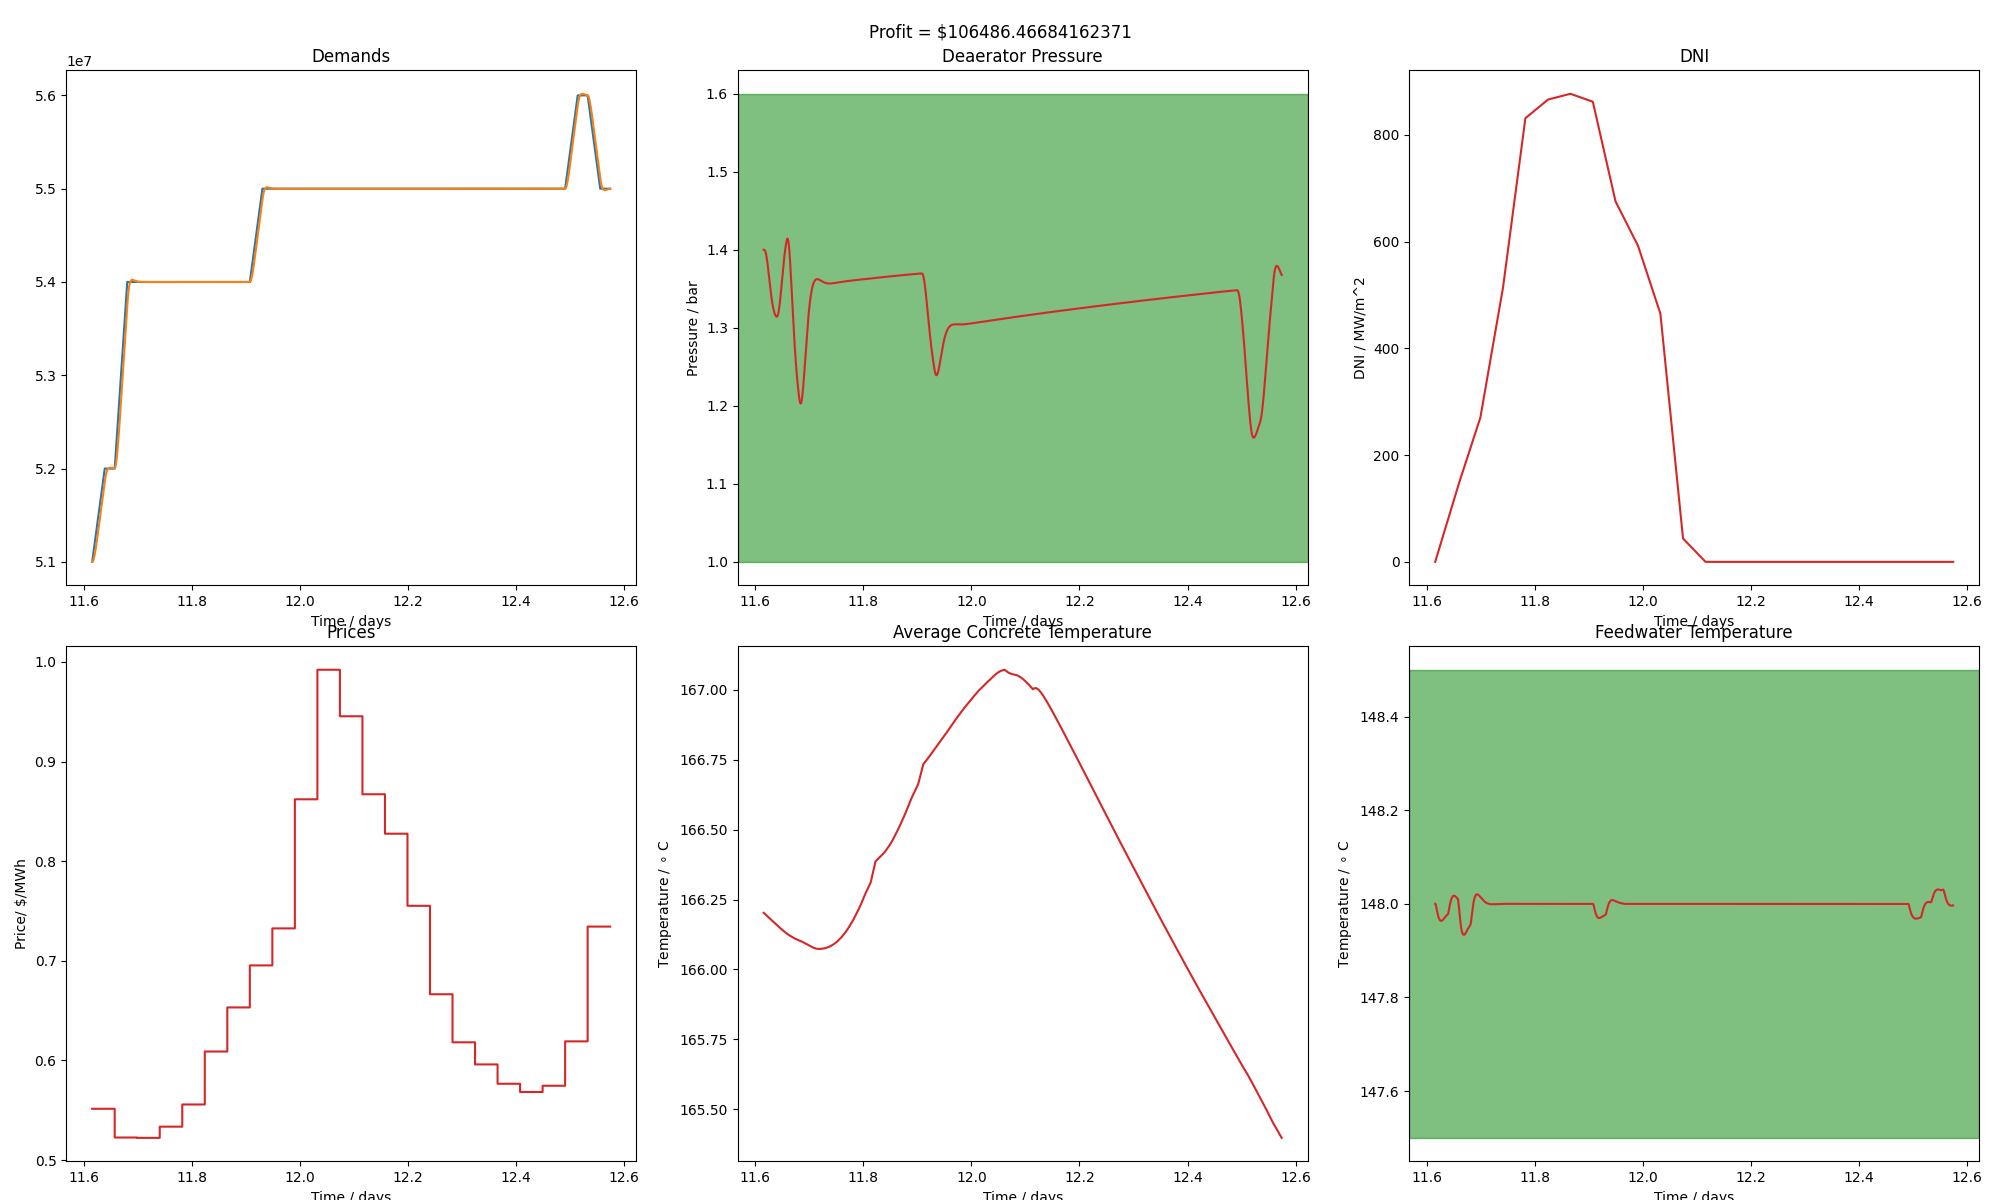 Profit = $106486.46684162371
Demands
1e7
5.6
5.5
5.4
5.3
5.2
5.1
11.6 11.8 12.0 12.2 12.4 12.6
Time / days
Deaerator Pressure
Pressure / bar
1.6
1.5
1.4
1.3
1.2
1.1
1.0
11.6 11.8 12.0 12.2 12.4 12.6
Time / days
DNI
DNI / MW/m^2
800
600
400
200
0
11.6 11.8 12.0 12.2 12.4 12.6
Time / days
Prices
Price/ $/MWh
1.0
0.9
0.8
0.7
0.6
0.5
11.6 11.8 12.0 12.2 12.4 12.6
Time / days
Average Concrete Temperature
Temperature / ∘ C
167.00
166.75
166.50
166.25
166.00
165.75
165.50
11.6 11.8 12.0 12.2 12.4 12.6
Time / days
Feedwater Temperature
Temperature / ∘ C
148.4
148.2
148.0
147.8
147.6
11.6 11.8 12.0 12.2 12.4 12.6
Time / days